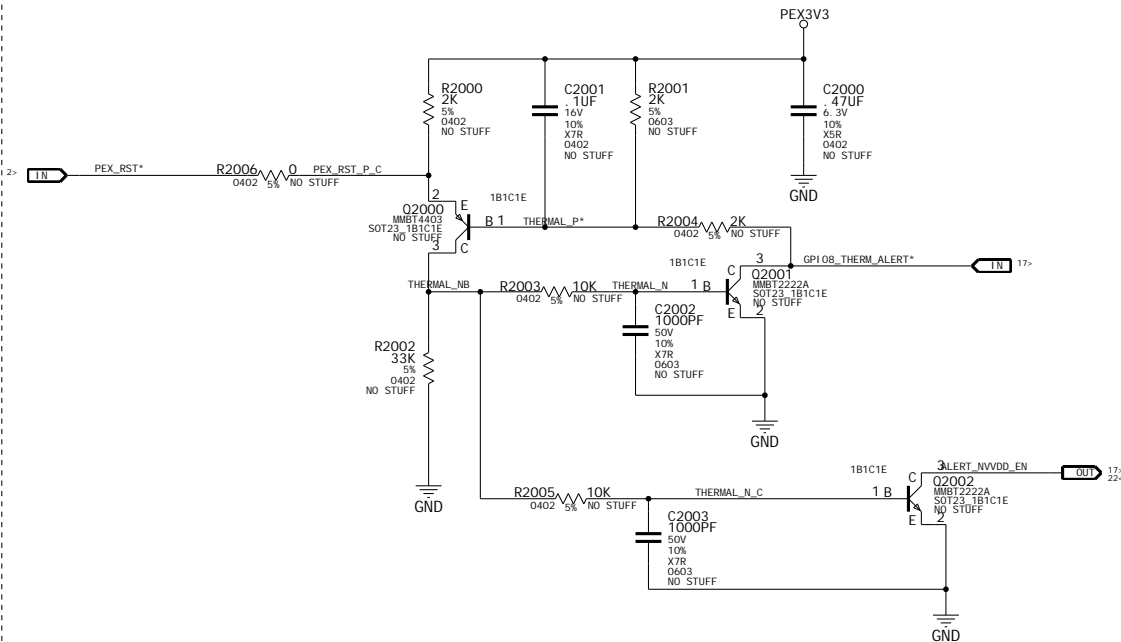 PEX3V3
R2000
2K
5%
0402
NO STUFF
C2001
.1UF
16V
10%
X7R
0402
NO STUFF
R2001
2K
5%
0603
NO STUFF
C2000
.47UF
6.3V
10%
X5R
0402
NO STUFF
GND
2>
IN
PEX_RST*
R2006
0
0402
5%
NO STUFF
PEX_RST_P_C
2
E
Q2000
MMBT4403
SOT23_1B1C1E
NO STUFF
3
C
1B1C1E
B
1
THERMAL_P*
R2004
2K
0402
5%
NO STUFF
1B1C1E
C
3
GPIO8_THERM_ALERT*
IN
17>
THERMAL_NB
R2003
10K
0402
5%
NO STUFF
THERMAL_N
1
B
Q2001
MMBT2222A
SOT23_1B1C1E
NO STUFF
E
2
C2002
1000PF
50V
10%
X7R
0603
NO STUFF
R2002
33K
5%
0402
NO STUFF
GND
GND
1B1C1E
C
3
ALERT_NVVDD_EN
OUT
17>
22<
R2005
10K
0402
5%
NO STUFF
THERMAL_N_C
1
B
Q2002
MMBT2222A
SOT23_1B1C1E
NO STUFF
E
2
C2003
1000PF
50V
10%
X7R
0603
NO STUFF
GND